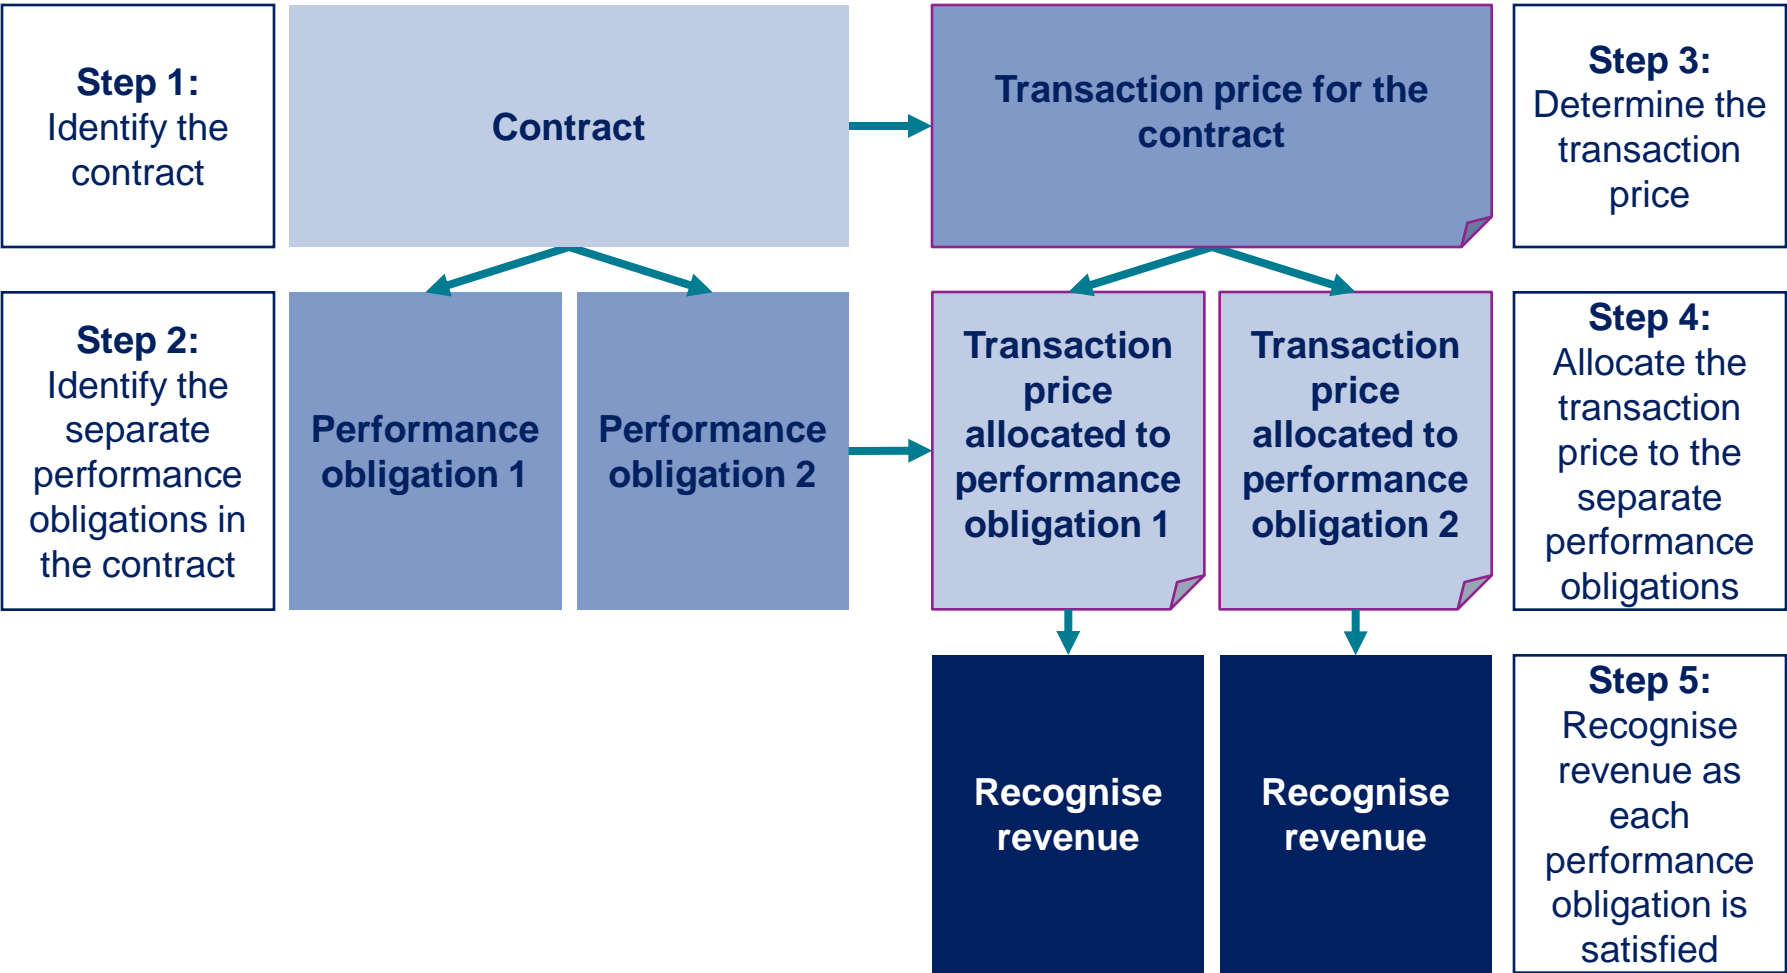 Step 1:
Identify the
contract
Contract
Transaction price for the
contract
Step 3:
Determine the
transaction
price
Step 2:
Identify the
separate
performance
obligations in
the contract
Performance
obligation 1
Performance
obligation 2
Transaction
price
allocated to
performance
obligation 1
Transaction
price
allocated to
performance
obligation 2
Step 4:
Allocate the
transaction
price to the
separate
performance
obligations
Recognise
revenue
Recognise
revenue
Step 5:
Recognise
revenue as
each
performance
obligation is
satisfied